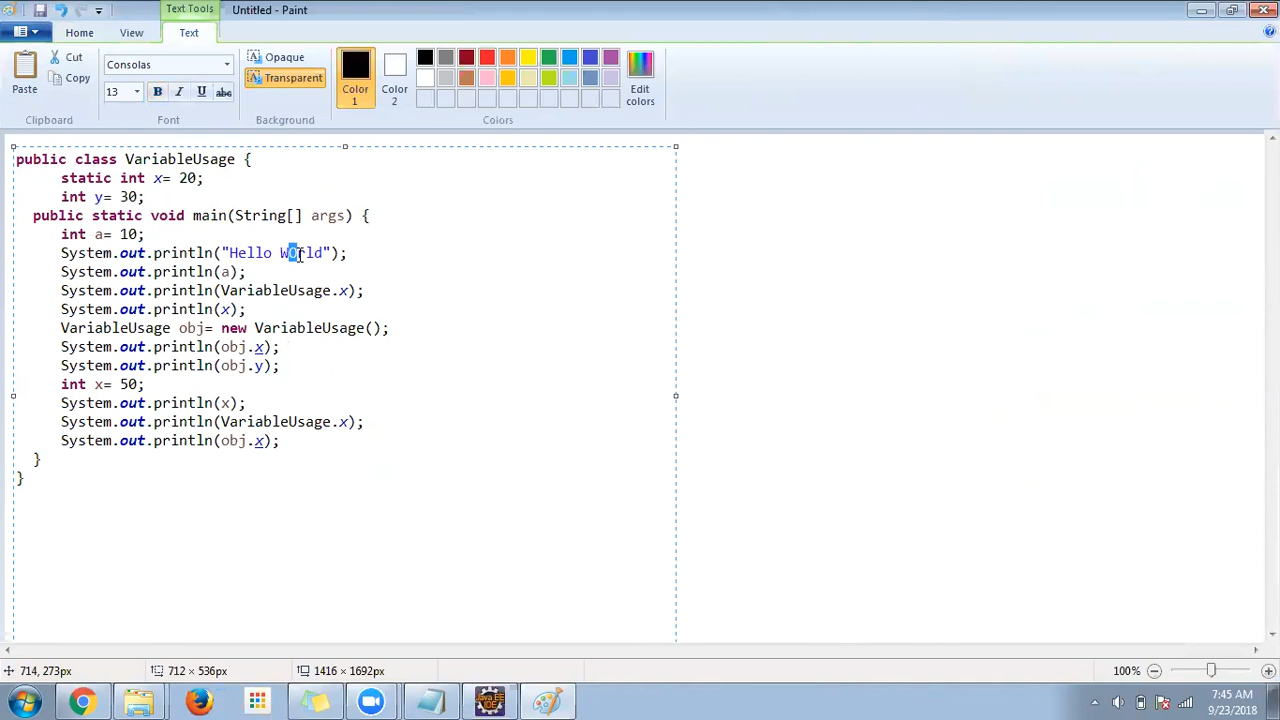 Text Tools
Untitled - Paint
Home
View
Text
Paste
Cut
Copy
Clipboard
Consolas
13
B
I
U
abc
Font
Opaque
Transparent
Background
Color
1
Color
2
Edit
colors
Colors
public class VariableUsage {
static int x= 20;
int y= 30;
public static void main(String[] args) {
int a= 10;
System.out.println("Hello World");
System.out.println(a);
System.out.println(VariableUsage.x);
System.out.println(x);
VariableUsage obj= new VariableUsage();
System.out.println(obj.x);
System.out.println(obj.y);
int x= 50;
System.out.println(x);
System.out.println(VariableUsage.x);
System.out.println(obj.x);
}
}
714, 273px
712 × 536px
1416 × 1692px
100%
Java EE
IDE
7:45 AM
9/23/2018